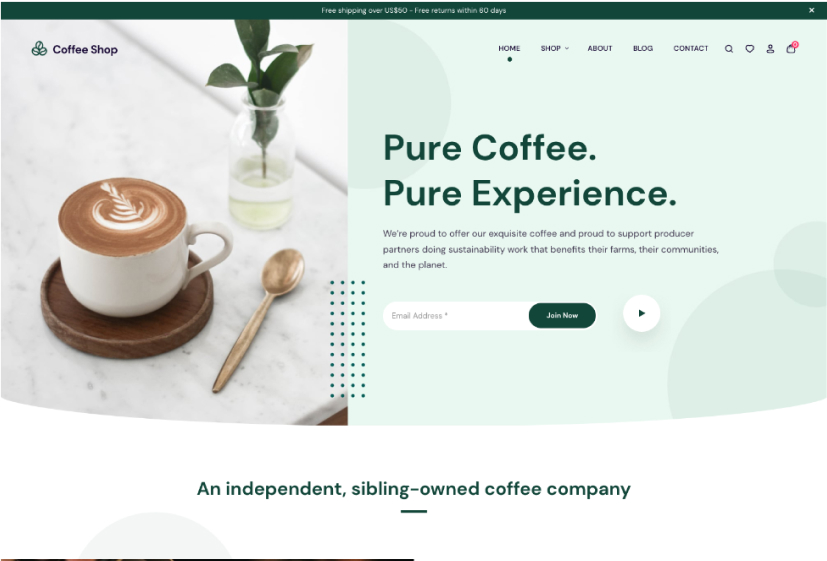 Free shipping over US$50 - Free returns within 60 days
Coffee Shop
HOME SHOP ABOUT BLOG CONTACT
0
Pure Coffee.
Pure Experience.
We're proud to offer our exquisite coffee and proud to support producer
partners doing sustainability work that benefits their farms, their communities,
and the planet.
Email Address * Join Now
An independent, sibling-owned coffee company